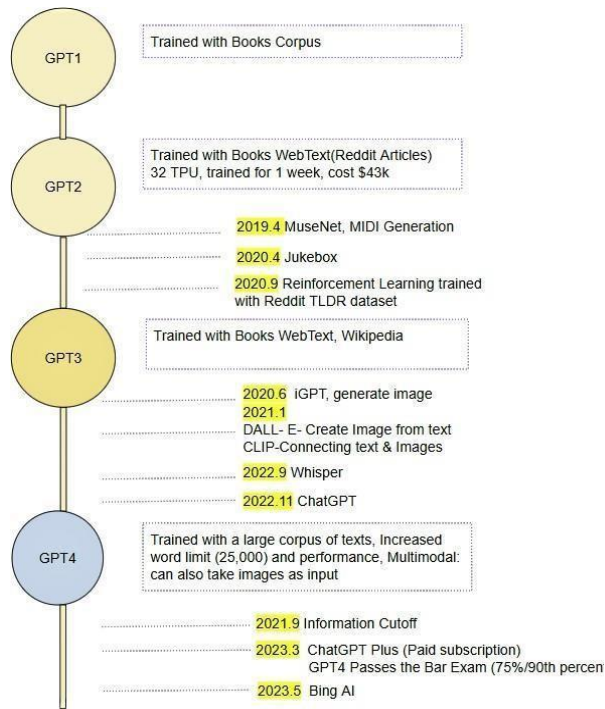 GPT1
Trained with Books Corpus
GPT2
Trained with Books WebText(Reddit Articles)
32 TPU, trained for 1 week, cost $43k
2019.4 MuseNet, MIDI Generation
2020.4 Jukebox
2020.9 Reinforcement Learning trained
with Reddit TLDR dataset
GPT3
Trained with Books WebText, Wikipedia
2020.6 iGPT, generate image
2021.1
DALL- E- Create Image from text
CLIP-Connecting text & Images
2022.9 Whisper
2022.11 ChatGPT
GPT4
Trained with a large corpus of texts, Increased
word limit (25,000) and performance, Multimodal:
can also take images as input
2021.9 Information Cutoff
2023.3 ChatGPT Plus (Paid subscription)
GPT4 Passes the Bar Exam (75%/90th percent
2023.5 Bing AI